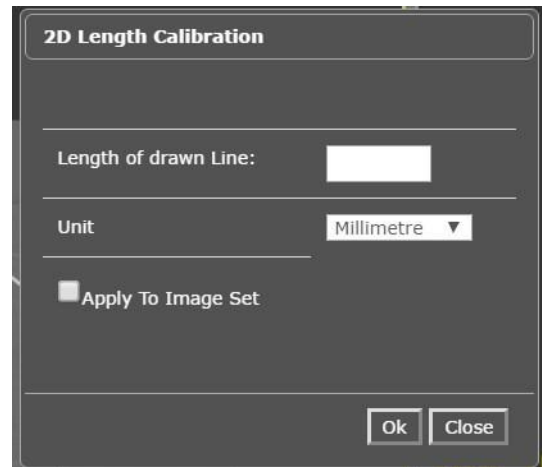 2D Length Calibration
Length of drawn Line:
Unit Millimetre ▼
Apply To Image Set
Ok Close